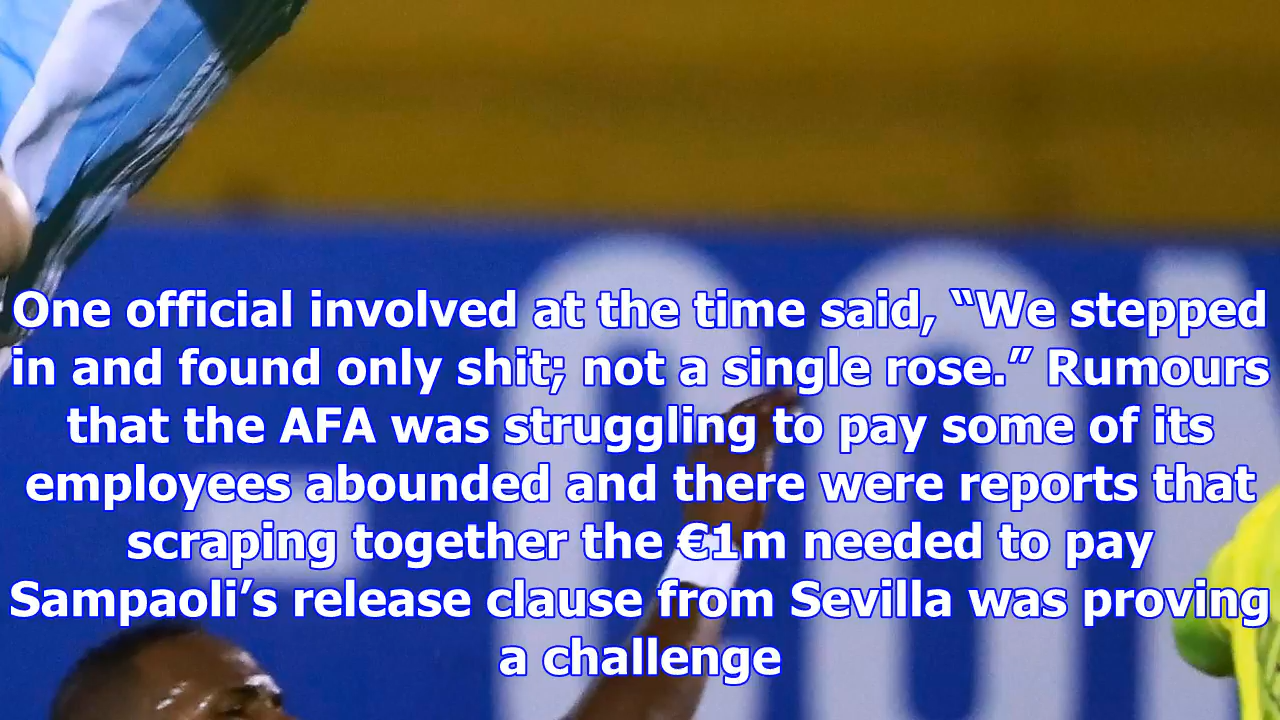 One official involved at the time said, “We stepped
in and found only shit; not a single rose.” Rumours
that the AFA was struggling to pay some of its
employees abounded and there were reports that
scraping together the €1m needed to pay
Sampaoli’s release clause from Sevilla was proving
a challenge